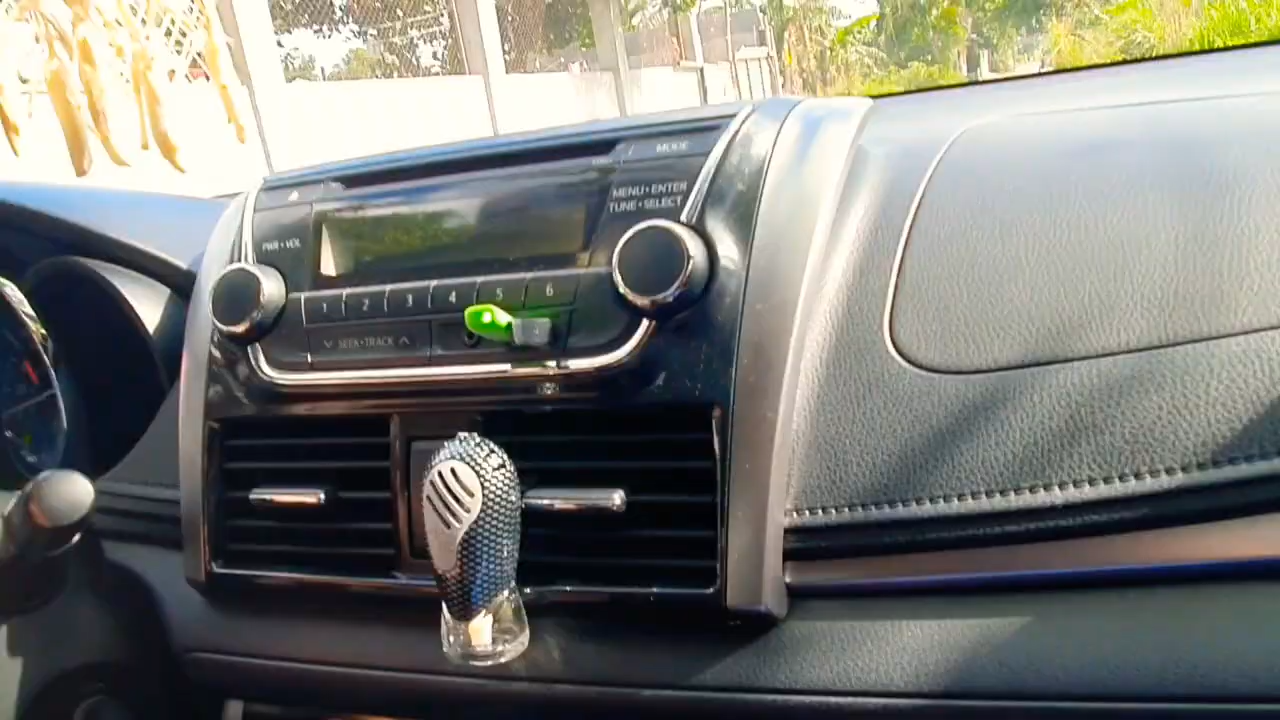 MODE
MENU•ENTER
TUNE•SELECT
PWR•VOL
1 2 3 4 5 6
SEEK•TRACK